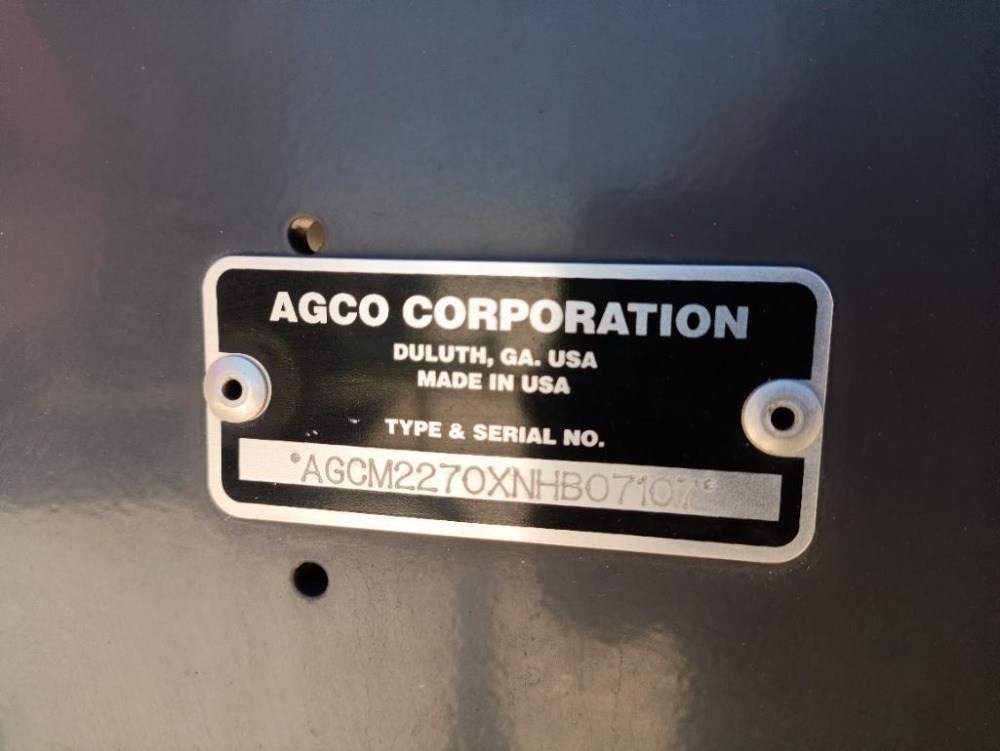 AGCO CORPORATION
DULUTH, GA. USA
MADE IN USA
TYPE & SERIAL NO.
*AGCM2270XNHB07107*